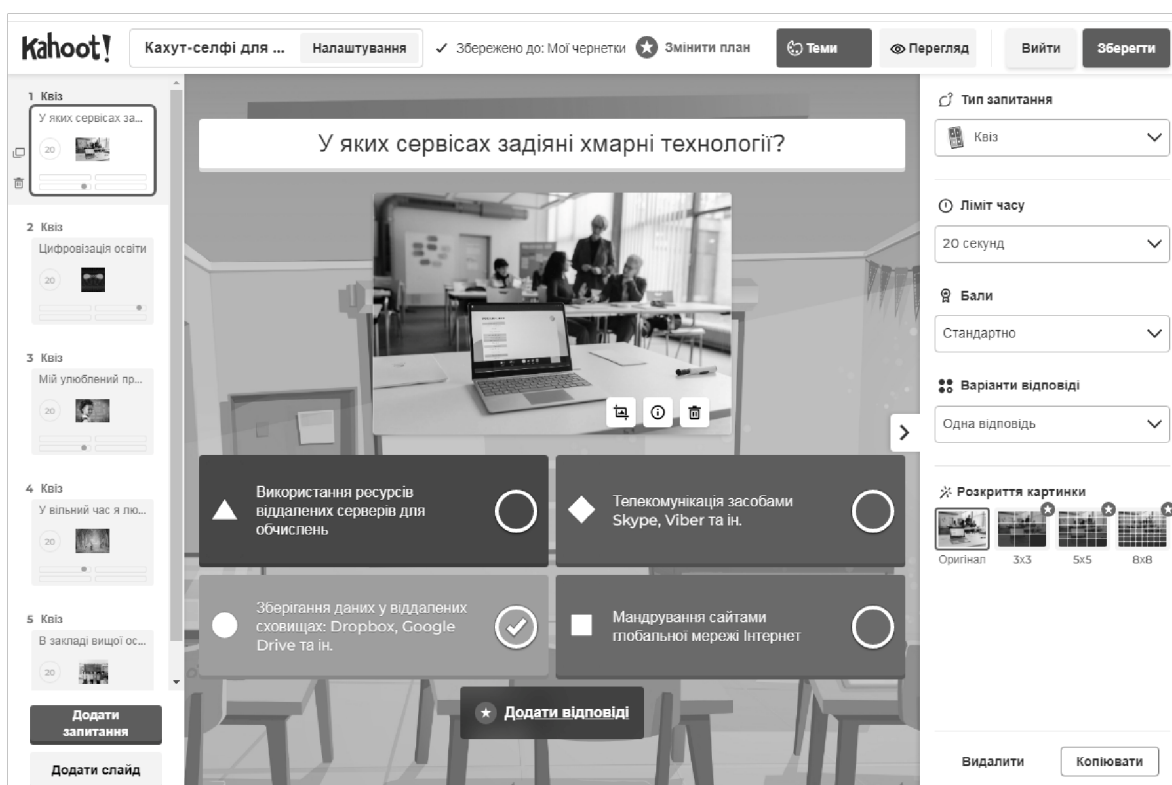 Kahoot!
Кахут-селфі для ...
Налаштування
Збережено до: Мої чернетки
Змінити план
Теми
Перегляд
Вийти
Зберегти
1 Квіз
У яких сервісах за...
20
2 Квіз
Цифровізація освіти
20
3 Квіз
Мій улюблений пр...
20
4 Квіз
У вільний час я лю...
20
5 Квіз
В закладі вищої ос...
20
Додати
запитання
Додати слайд
У яких сервісах задіяні хмарні технології?
Використання ресурсів
віддалених серверів для
обчислень
Телекомунікація засобами
Skype, Viber та ін.
Зберігання даних у віддалених
сховищах: Dropbox, Google
Drive та ін.
Мандрування сайтами
глобальної мережі Інтернет
Додати відповіді
Тип запитання
Квіз
Ліміт часу
20 секунд
Бали
Стандартно
Варіанти відповіді
Одна відповідь
Розкриття картинки
Оригінал
3x3
5x5
8x8
Видалити
Копіювати